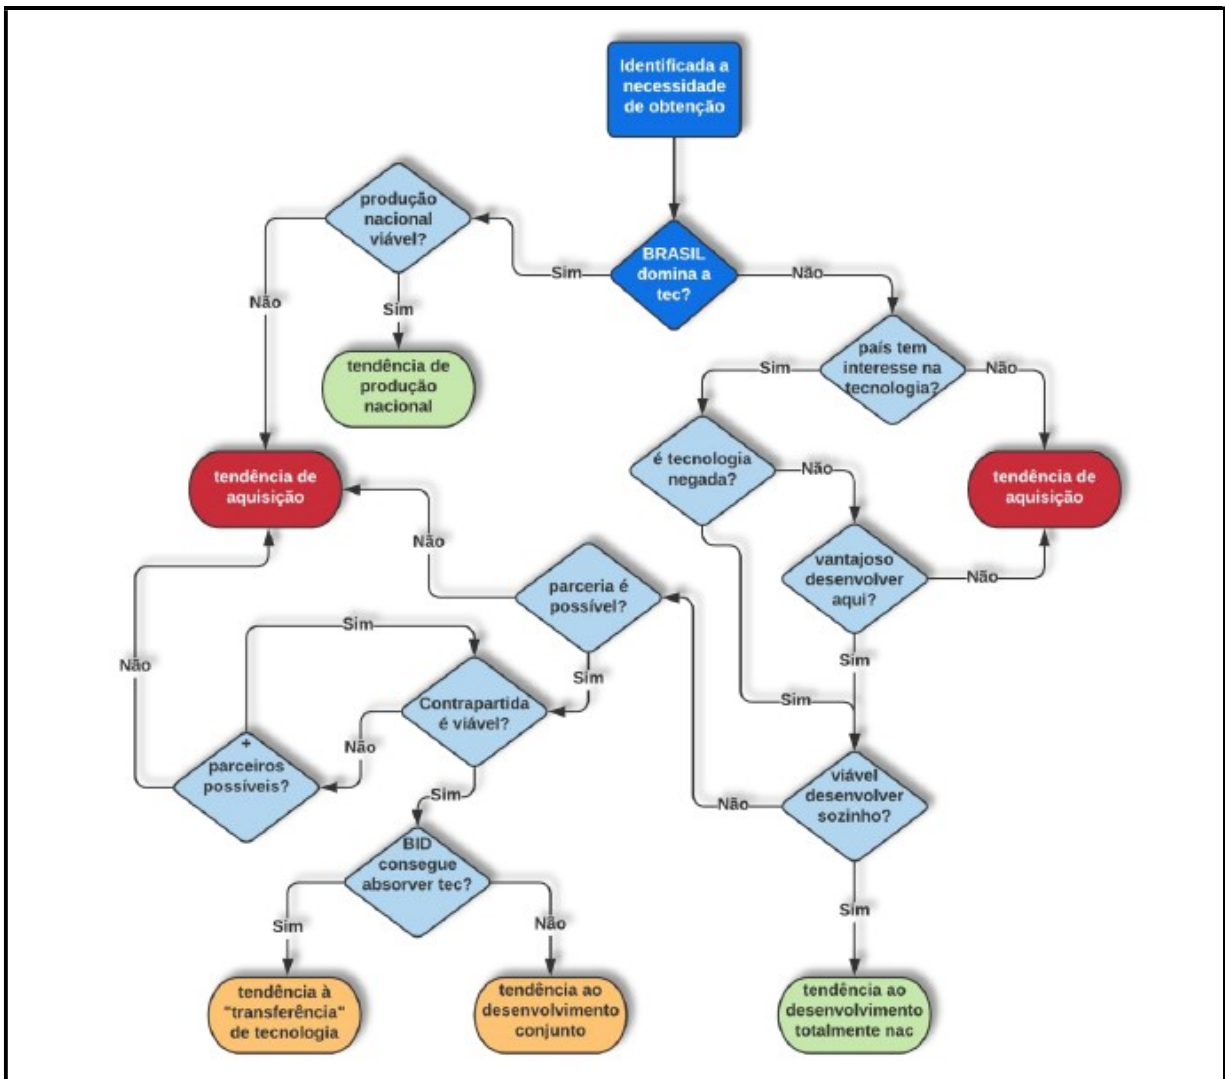 Identificada a
necessidade
de obtenção
produção
nacional
viável?
BRASIL
domina a
tec?
Sim
Não
Não
Sim
país tem
interesse na
tecnologia?
Sim
Não
tendência de
produção
nacional
é tecnologia
negada?
Não
tendência de
aquisição
tendência de
aquisição
vantajoso
desenvolver
aqui?
Não
Não
parceria é
possível?
Sim
Sim
Sim
Sim
Não
Contrapartida
é viável?
Não
+
parceiros
possíveis?
viável
desenvolver
sozinho?
Não
Sim
BID
consegue
absorver tec?
Sim
Não
Sim
tendência à
"transferência"
de tecnologia
tendência ao
desenvolvimento
conjunto
tendência ao
desenvolvimento
totalmente nac